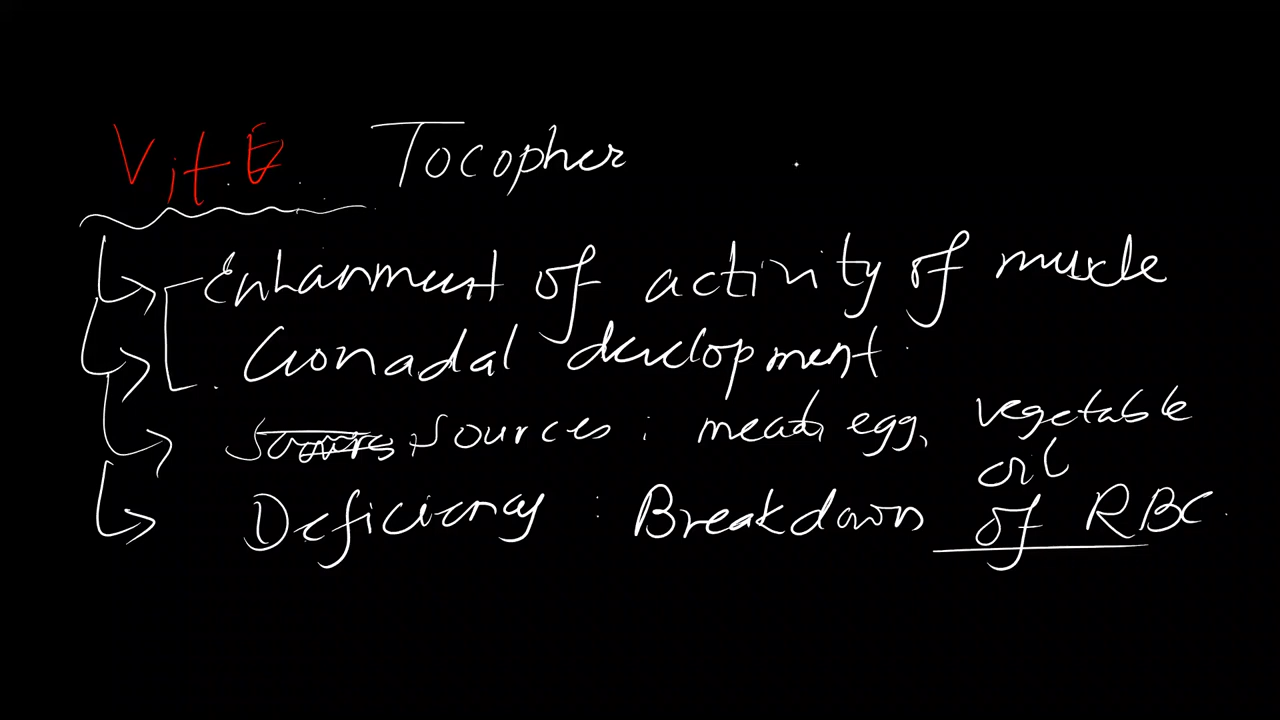 Vit. E Tocopher
Enhanment of activity of muscle
Gonadal development
Sources : meat, egg, vegetable
oil
Deficiency : Breakdown of RBC